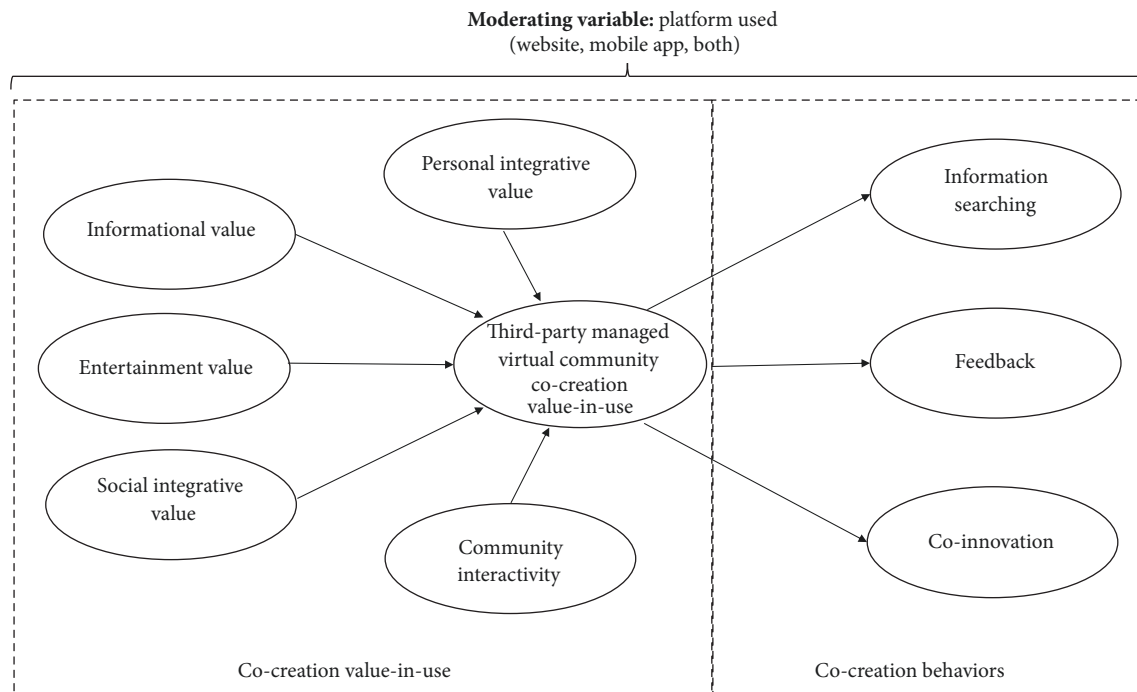 Moderating variable: platform used
(website, mobile app, both)
Personal integrative
value
Informational value
Entertainment value
Social integrative
value
Third-party managed
virtual community
co-creation
value-in-use
Community
interactivity
Co-creation value-in-use
Information
searching
Feedback
Co-innovation
Co-creation behaviors